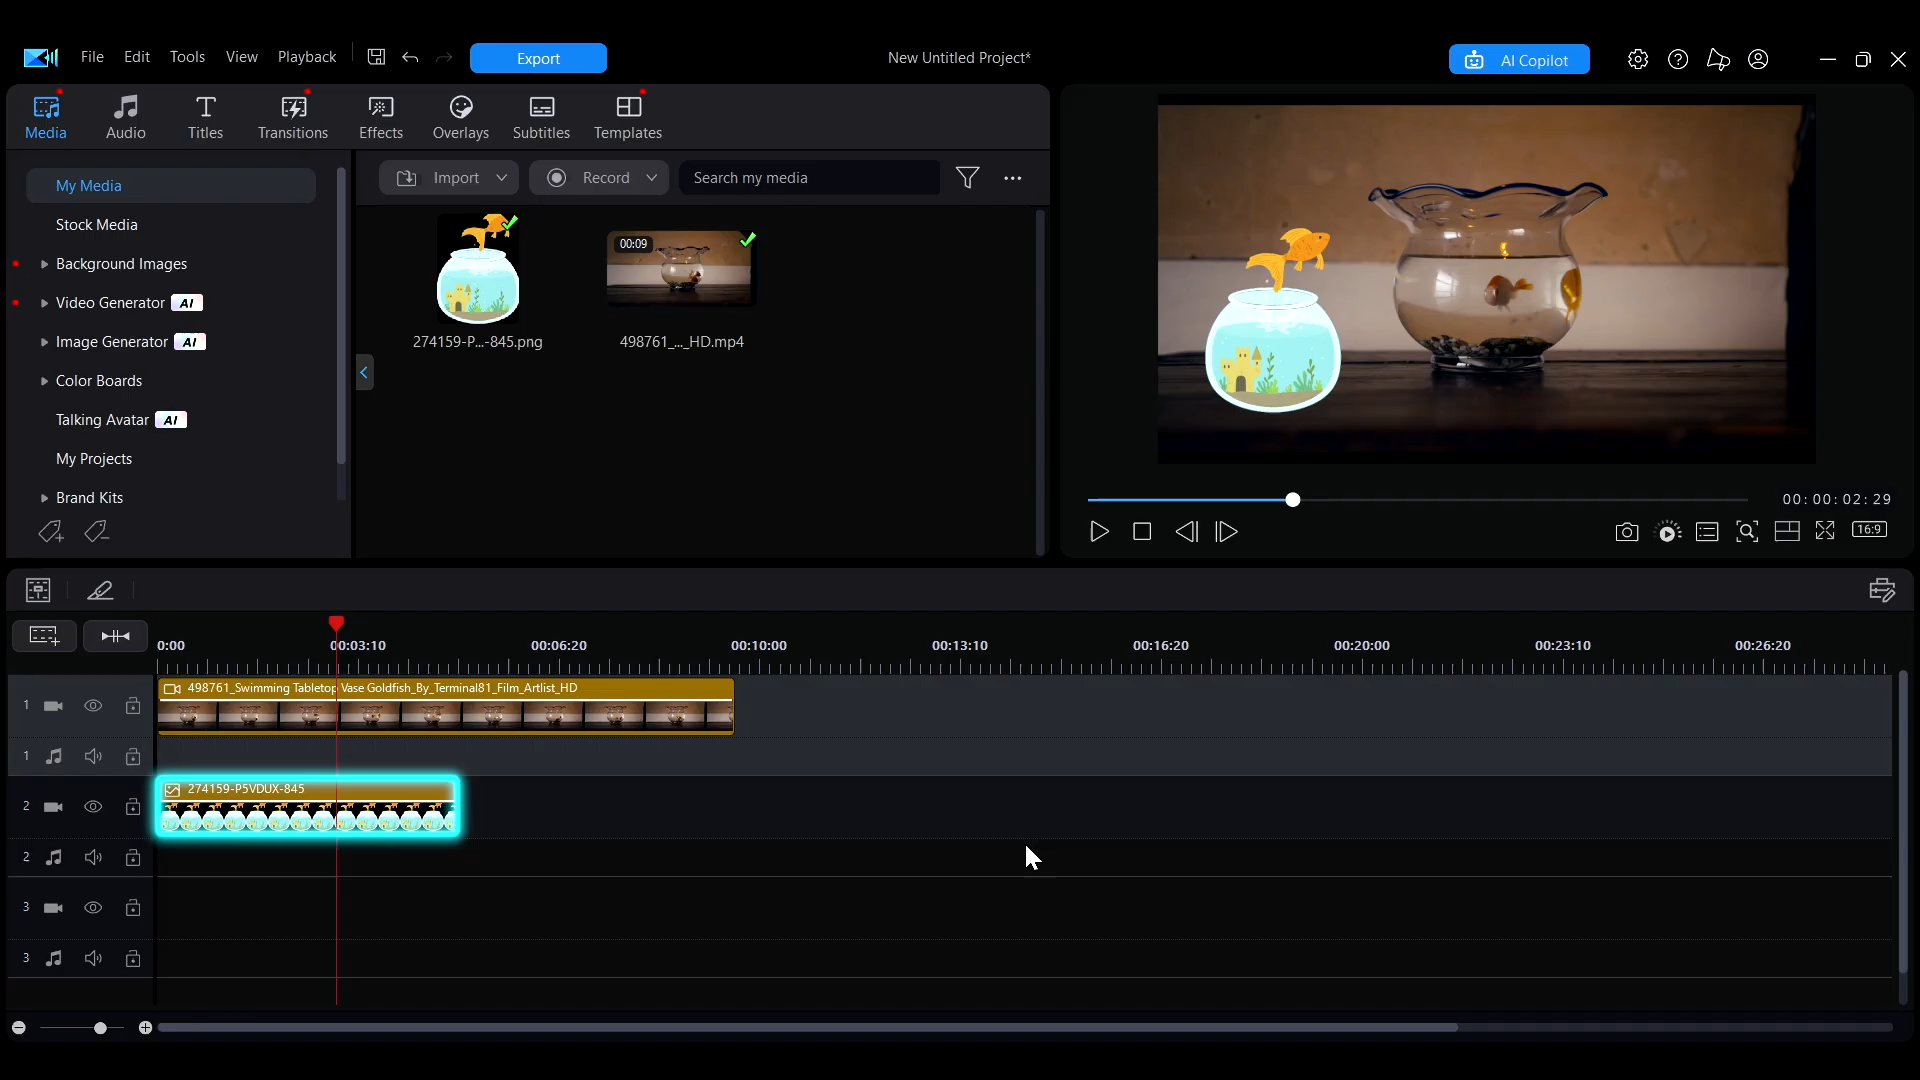 File Edit Tools View Playback Export New Untitled Project* AI Copilot
Media Audio Titles Transitions Effects Overlays Subtitles Templates
Import Record Search my media
My Media
Stock Media
Background Images
Video Generator AI
Image Generator AI
Color Boards
Talking Avatar AI
My Projects
Brand Kits
00:09
274159-P...-845.png 498761_..._HD.mp4
00:00:02:29
16:9
0:00 00:03:10 00:06:20 00:10:00 00:13:10 00:16:20 00:20:00 00:23:10 00:26:20
1 498761_Swimming Tabletop Vase Goldfish_By_Terminal81_Film_Artlist_HD
1
2 274159-P5VDUX-845
2
3
3